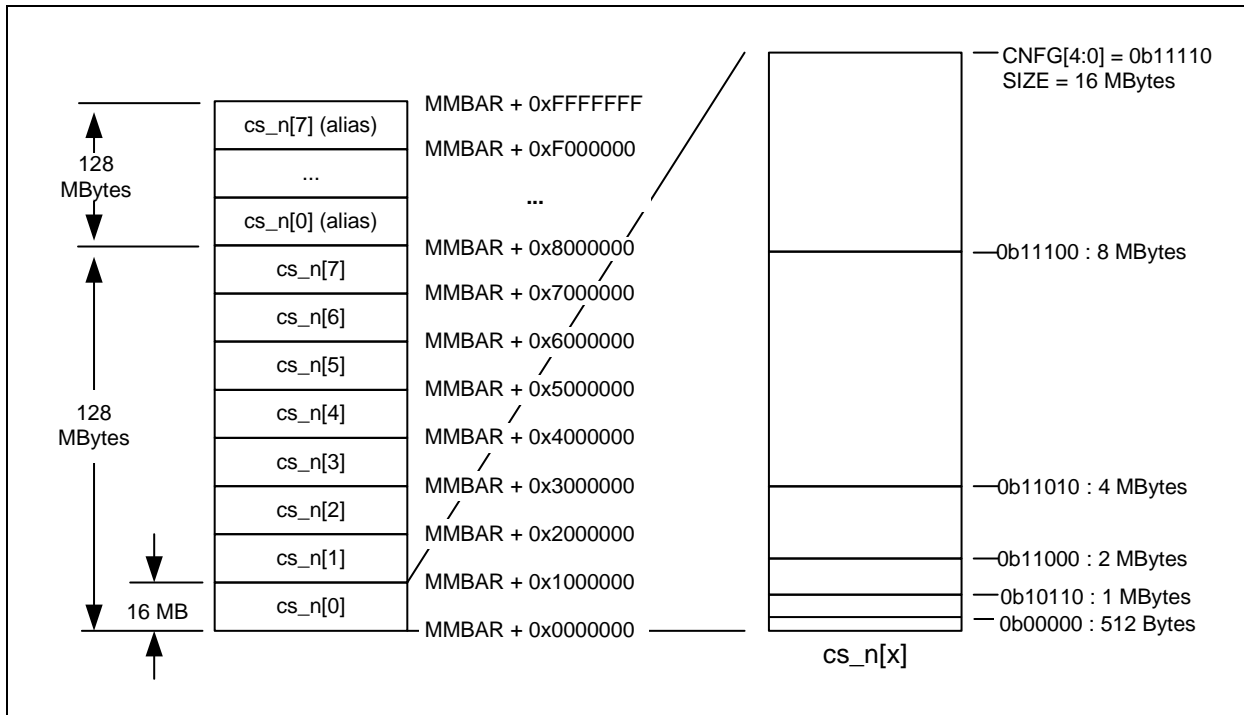 128
MBytes
128
MBytes
16 MB
cs_n[7] (alias)
...
cs_n[0] (alias)
cs_n[7]
cs_n[6]
cs_n[5]
cs_n[4]
cs_n[3]
cs_n[2]
cs_n[1]
cs_n[0]
MMBAR + 0xFFFFFFF
MMBAR + 0xF000000
...
MMBAR + 0x8000000
MMBAR + 0x7000000
MMBAR + 0x6000000
MMBAR + 0x5000000
MMBAR + 0x4000000
MMBAR + 0x3000000
MMBAR + 0x2000000
MMBAR + 0x1000000
MMBAR + 0x0000000
CNFG[4:0] = 0b11110
SIZE = 16 MBytes
0b11100 : 8 MBytes
0b11010 : 4 MBytes
0b11000 : 2 MBytes
0b10110 : 1 MBytes
0b00000 : 512 Bytes
cs_n[x]